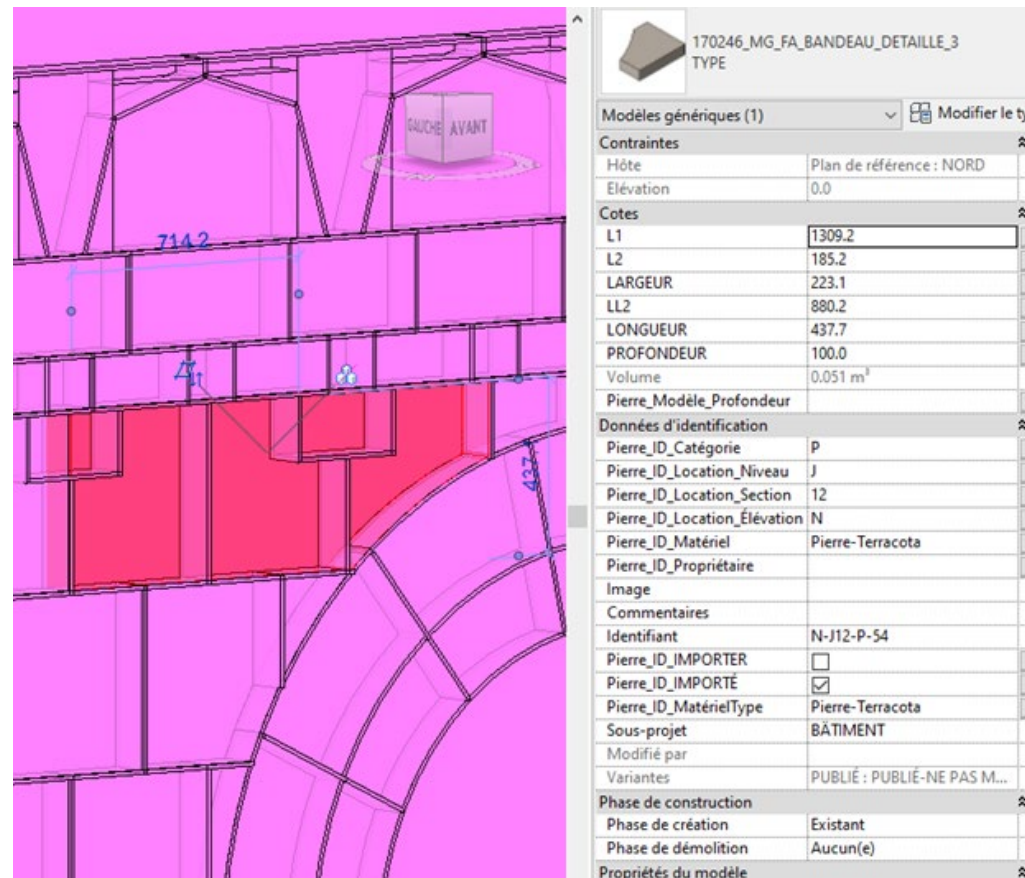 GAUCHE
AVANT
714.2
437.
170246_MG_FA_BANDEAU_DETAILLE_3
TYPE
Modèles génériques (1)
Modifier le ty
Contraintes
Hôte Plan de référence : NORD
Elévation 0.0
Cotes
L1 1309.2
L2 185.2
LARGEUR 223.1
LL2 880.2
LONGUEUR 437.7
PROFONDEUR 100.0
Volume 0.051 m³
Pierre_Modèle_Profondeur
Données d'identification
Pierre_ID_Catégorie P
Pierre_ID_Location_Niveau J
Pierre_ID_Location_Section 12
Pierre_ID_Location_Élévation N
Pierre_ID_Matériel Pierre-Terracota
Pierre_ID_Propriétaire
Image
Commentaires
Identifiant N-J12-P-54
Pierre_ID_IMPORTER
Pierre_ID_IMPORTÉ
Pierre_ID_MatérielType Pierre-Terracota
Sous-projet BÂTIMENT
Modifié par
Variantes PUBLIÉ : PUBLIÉ-NE PAS M...
Phase de construction
Phase de création Existant
Phase de démolition Aucun(e)
Propriétés du modèle